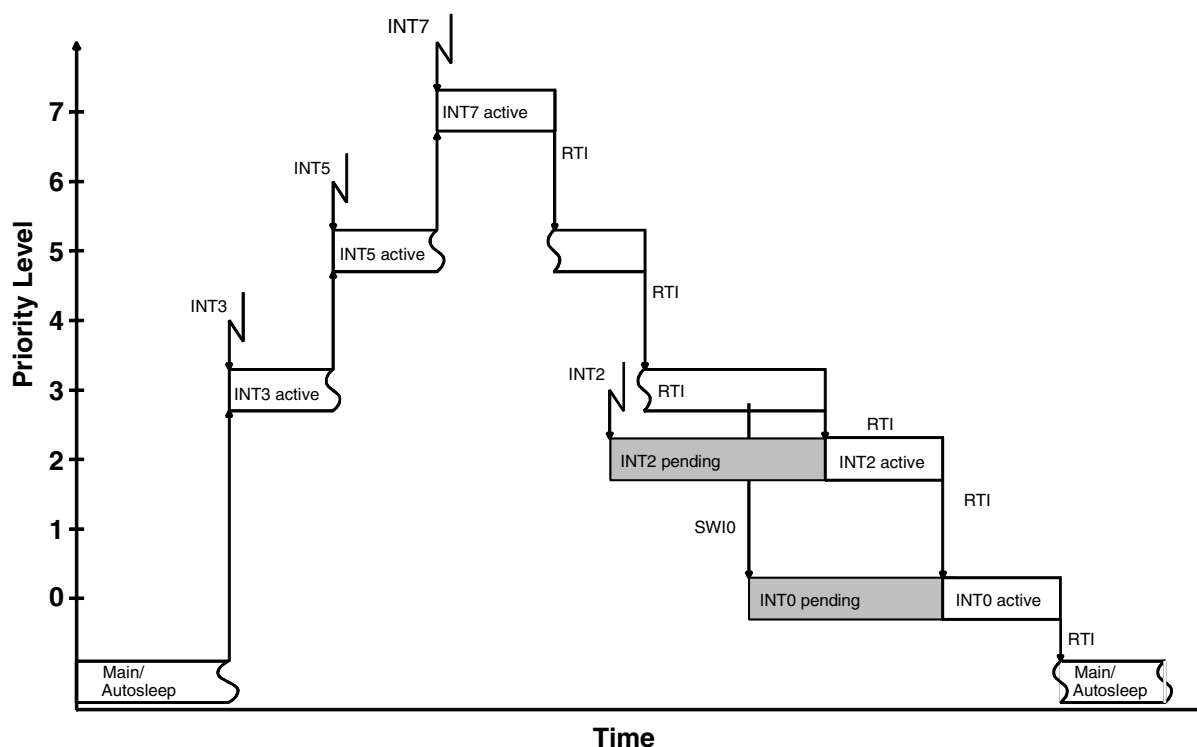 INT7
7
INT7 active
RTI
INT5
6
5
INT5 active
RTI
Priority Level
INT3
4
INT2
3
INT3 active
RTI
RTI
2
INT2 pending
INT2 active
RTI
1
SWI0
0
INT0 pending
INT0 active
RTI
Main/
Autosleep
Main/
Autosleep
Time